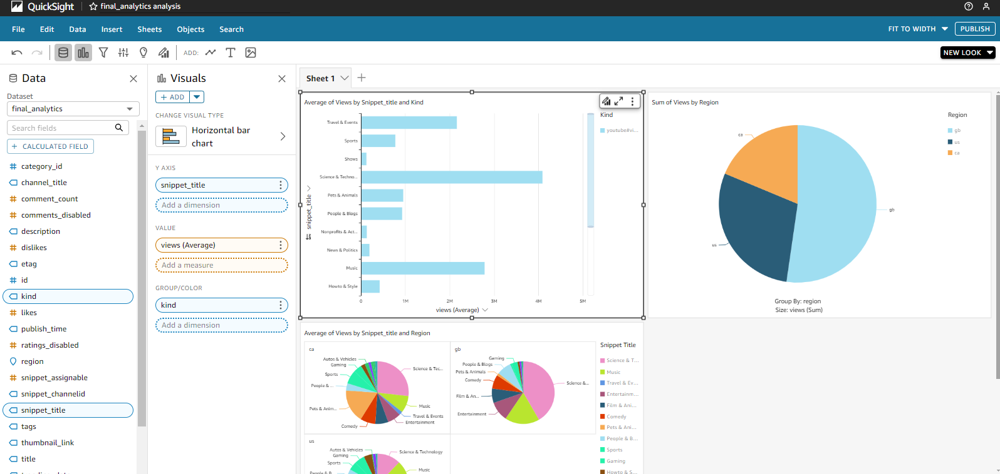 QuickSight
final_analytics analysis
File Edit Data Insert Sheets Objects Search
FIT TO WIDTH PUBLISH
ADD:
NEW LOOK
Data
Dataset
final_analytics
Search fields
+ CALCULATED FIELD
category_id
channel_title
comment_count
comments_disabled
description
dislikes
etag
id
kind
likes
publish_time
ratings_disabled
region
snippet_assignable
snippet_channelid
snippet_title
tags
thumbnail_link
title
Visuals
+ ADD
CHANGE VISUAL TYPE
Horizontal bar
chart
Y AXIS
snippet_title
Add a dimension
VALUE
views (Average)
Add a measure
GROUP/COLOR
kind
Add a dimension
Sheet 1
Average of Views by Snippet_title and Kind
snippet_title
Travel & Events
Sports
Shows
Science & Techno...
Pets & Animals
People & Blogs
Nonprofits & Act...
News & Politics
Music
Howto & Style
0 1M 2M 3M 4M 5M
views (Average)
Kind
youtube#vi...
Sum of Views by Region
ca
us
gb
Group By: region
Size: views (Sum)
Region
gb
us
ca
Average of Views by Snippet_title and Region
ca
Autos & Vehicles
Gaming
Sports
People & ...
Pets & Anim...
Comedy
Science & Tec...
Music
Travel & Events
Entertainment
gb
Gaming
People & Blogs
Pets & Animals
Comedy
Film & An...
Entertainment
Science &...
us
Autos & Vehicles
Gaming
Sports
People & B...
Science & Technology
Music
Snippet Title
Science & T...
Music
Travel & Ev...
Entertainm...
Film & Ani...
Comedy
Pets & Ani...
People & B...
Sports
Gaming
Howto & S...